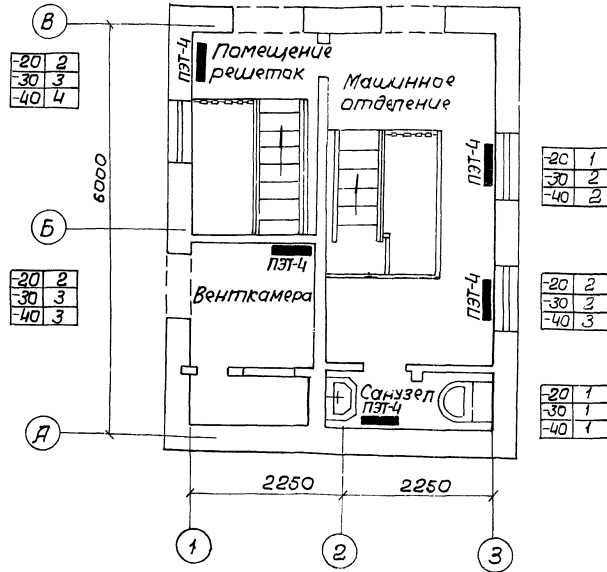 В
ПЭТ-4
Помещение
решеток
Машинное
отделение
-20 2
-30 3
-40 4
ПЭТ-4
-20 1
-30 2
-40 2
6000
Б
ПЭТ-4
Венткамера
-20 2
-30 3
-40 3
ПЭТ-4
-20 2
-30 2
-40 3
Санузел
ПЭТ-4
-20 1
-30 1
-40 1
А
2250
2250
1
2
3